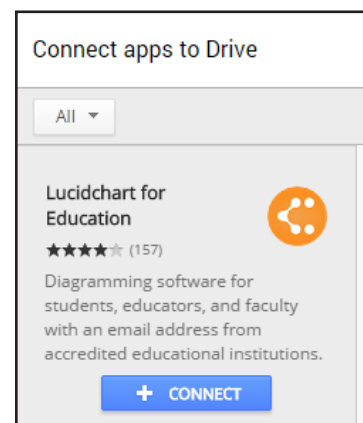 Connect apps to Drive
All
Lucidchart for
Education
(157)
Diagramming software for
students, educators, and faculty
with an email address from
accredited educational institutions.
+ CONNECT